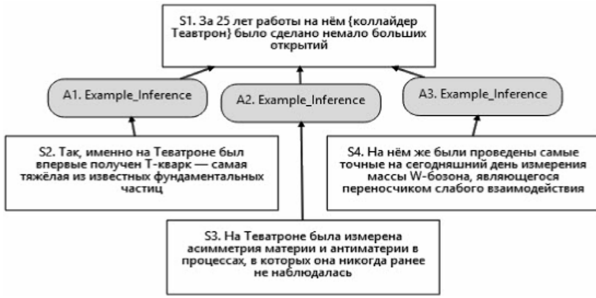 S1. За 25 лет работы на нём {коллайдер
Теавтрон} было сделано немало больших
открытий
A1. Example_Inference
A2. Example_Inference
A3. Example_Inference
S2. Так, именно на Теватроне был
впервые получен Т-кварк — самая
тяжёлая из известных фундаментальных
частиц
S4. На нём же были проведены самые
точные на сегодняшний день измерения
массы W-бозона, являющегося
переносчиком слабого взаимодействия
S3. На Теватроне была измерена
асимметрия материи и антиматерии в
процессах, в которых она никогда ранее
не наблюдалась